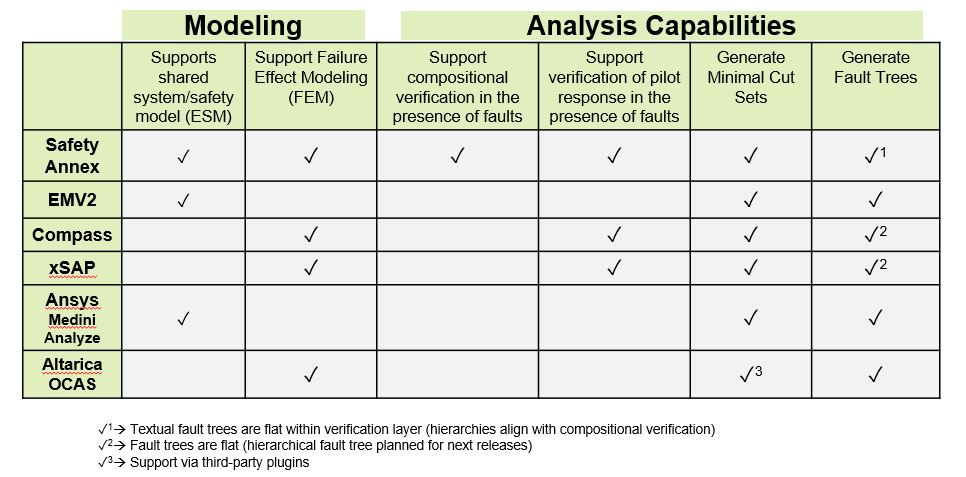 Modeling
Analysis Capabilities
Supports shared system/safety model (ESM)
Support Failure Effect Modeling (FEM)
Support compositional verification in the presence of faults
Support verification of pilot response in the presence of faults
Generate Minimal Cut Sets
Generate Fault Trees
Safety Annex ✓ ✓ ✓ ✓ ✓ ✓1
EMV2 ✓ ✓ ✓
Compass ✓ ✓ ✓ ✓2
xSAP ✓ ✓ ✓ ✓2
Ansys Medini Analyze ✓ ✓ ✓
Altarica OCAS ✓ ✓3 ✓
✓1→ Textual fault trees are flat within verification layer (hierarchies align with compositional verification)
✓2→ Fault trees are flat (hierarchical fault tree planned for next releases)
✓3→ Support via third-party plugins